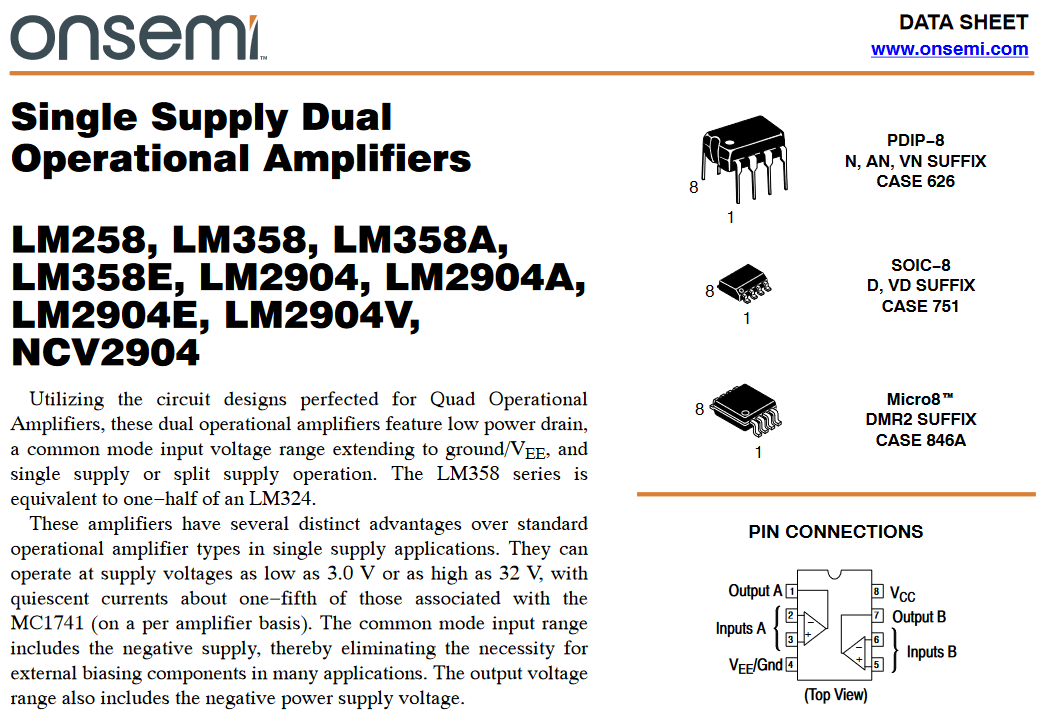 onsemi™
DATA SHEET
www.onsemi.com
Single Supply Dual
Operational Amplifiers
LM258, LM358, LM358A,
LM358E, LM2904, LM2904A,
LM2904E, LM2904V,
NCV2904
Utilizing the circuit designs perfected for Quad Operational
Amplifiers, these dual operational amplifiers feature low power drain,
a common mode input voltage range extending to ground/VEE, and
single supply or split supply operation. The LM358 series is
equivalent to one−half of an LM324.
These amplifiers have several distinct advantages over standard
operational amplifier types in single supply applications. They can
operate at supply voltages as low as 3.0 V or as high as 32 V, with
quiescent currents about one−fifth of those associated with the
MC1741 (on a per amplifier basis). The common mode input range
includes the negative supply, thereby eliminating the necessity for
external biasing components in many applications. The output voltage
range also includes the negative power supply voltage.
8
1
PDIP−8
N, AN, VN SUFFIX
CASE 626
8
1
SOIC−8
D, VD SUFFIX
CASE 751
8
1
Micro8™
DMR2 SUFFIX
CASE 846A
PIN CONNECTIONS
Output A 1
8 VCC
2 −
7 Output B
Inputs A
3 +
− 6
Inputs B
VEE/Gnd 4
+ 5
(Top View)